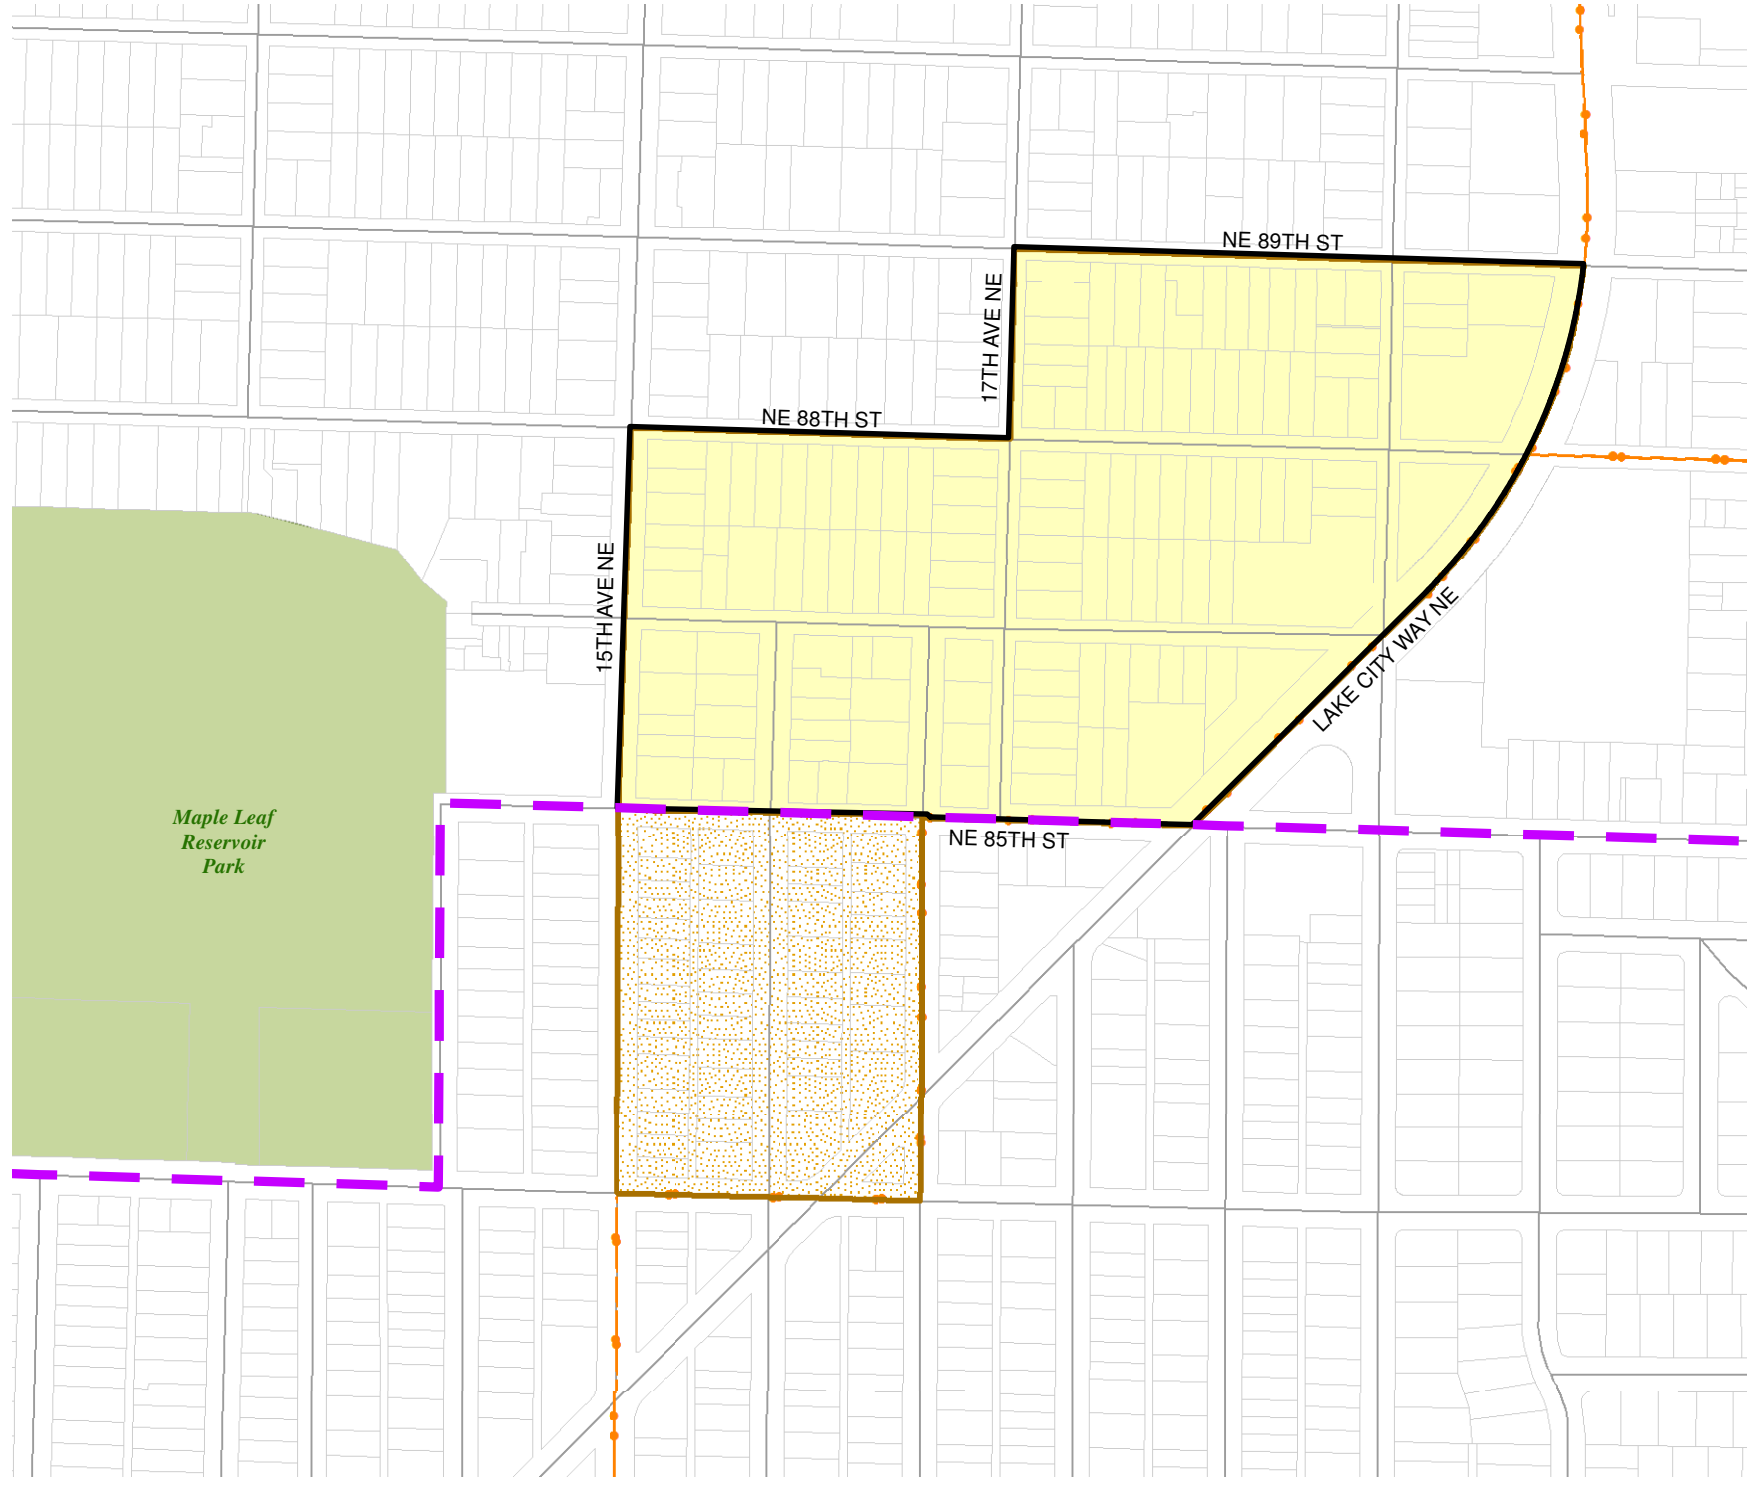 NE 89TH ST
17TH AVE NE
NE 88TH ST
15TH AVE NE
LAKE CITY WAY NE
Maple Leaf
Reservoir
Park
NE 85TH ST